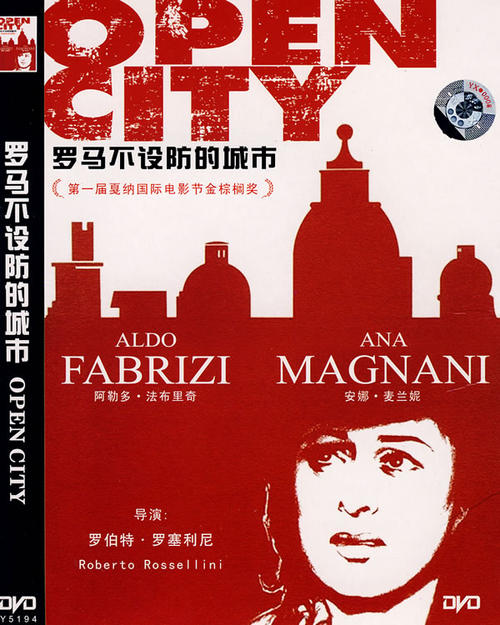 OPEN
CITY
罗马不设防的城市
第一届戛纳国际电影节金棕榈奖
ALDO
FABRIZI
阿勒多·法布里奇
ANA
MAGNANI
安娜·麦兰妮
导演:
罗伯特·罗塞利尼
Roberto Rossellini
DVD
罗马不设防的城市
OPEN CITY
DVD
Y5194